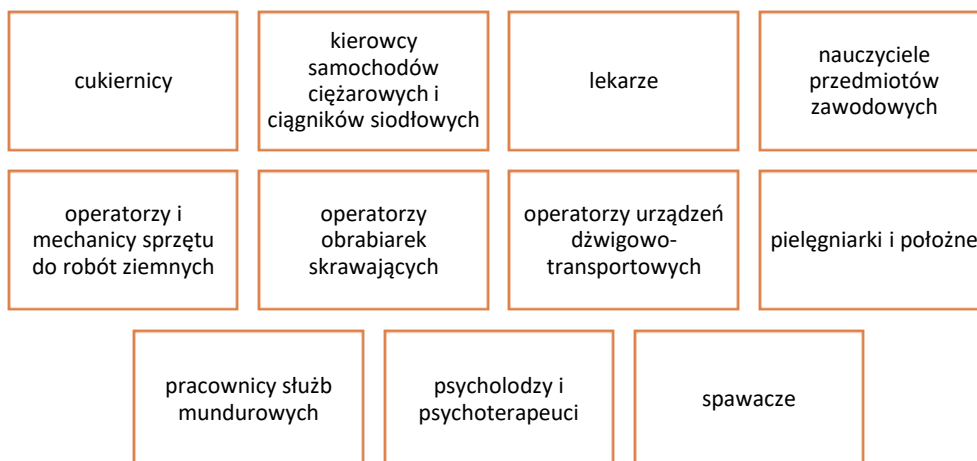 cukiernicy
kierowcy
samochodów
ciężarowych i
ciągników siodłowych
lekarze
nauczyciele
przedmiotów
zawodowych
operatorzy i
mechanicy sprzętu
do robót ziemnych
operatorzy
obrabiarek
skrawających
operatorzy urządzeń
dżwigowo-
transportowych
pielęgniarki i położne
pracownicy służb
mundurowych
psycholodzy i
psychoterapeuci
spawacze